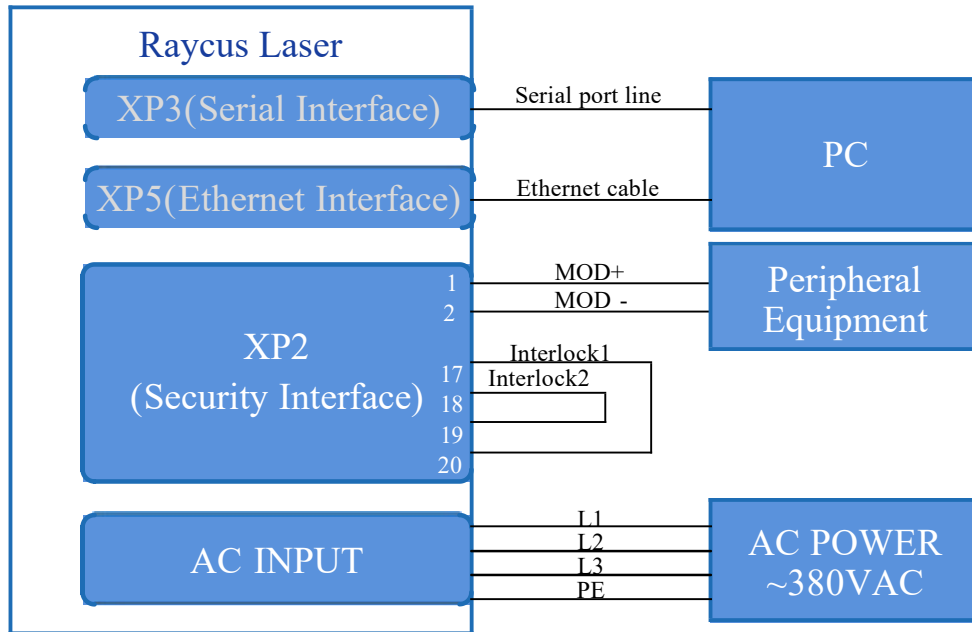 Raycus Laser
XP3(Serial Interface)
Serial port line
PC
XP5(Ethernet Interface)
Ethernet cable
1
MOD+
2
MOD -
Peripheral
Equipment
XP2
(Security Interface)
Interlock1
17
Interlock2
18
19
20
AC INPUT
L1
L2
L3
PE
AC POWER
~380VAC